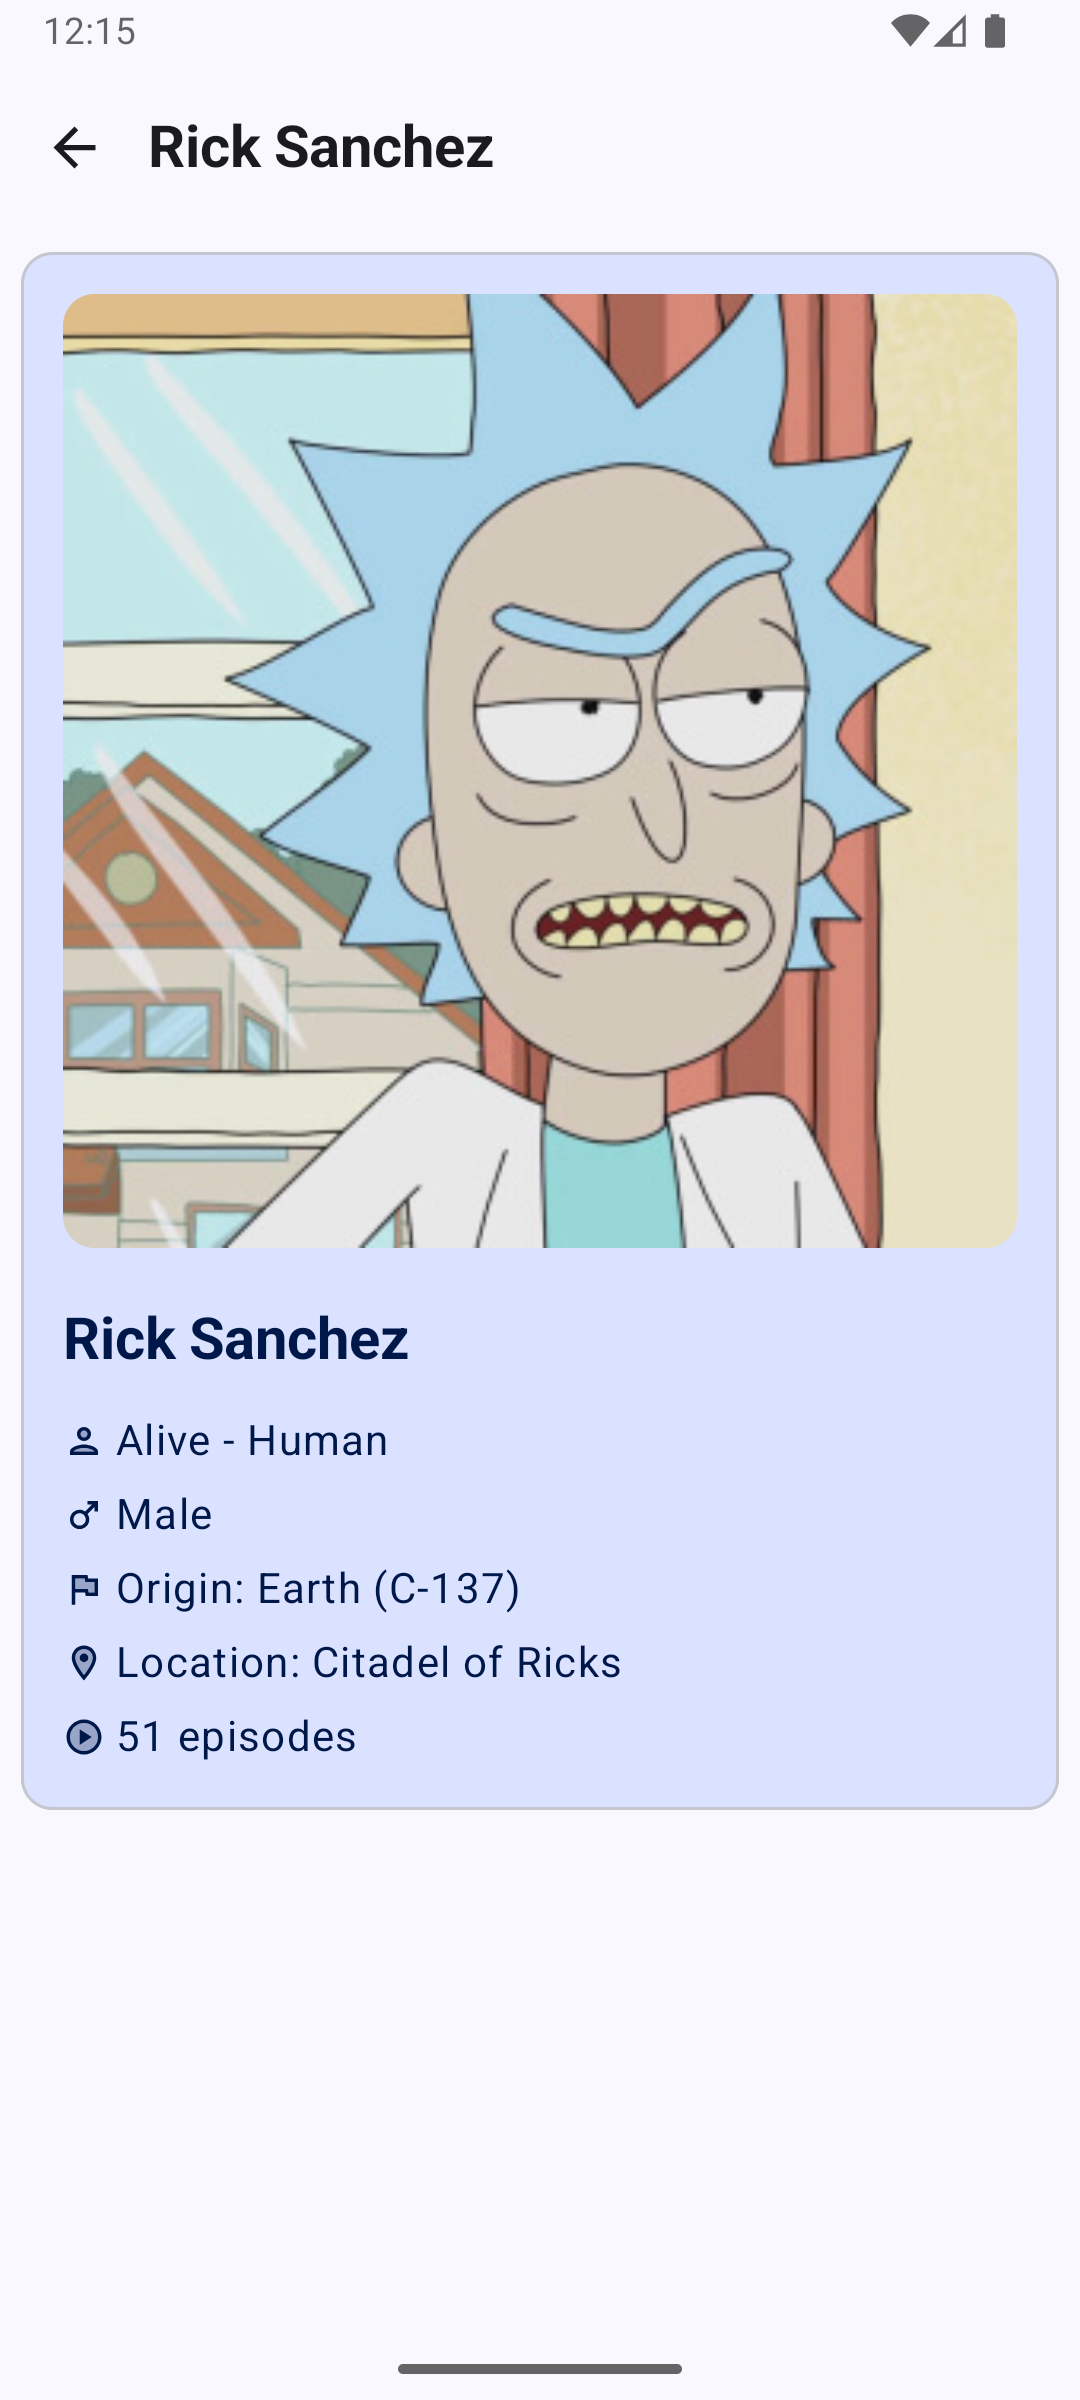 12:15
Rick Sanchez
Rick Sanchez
Alive - Human
Male
Origin: Earth (C-137)
Location: Citadel of Ricks
51 episodes